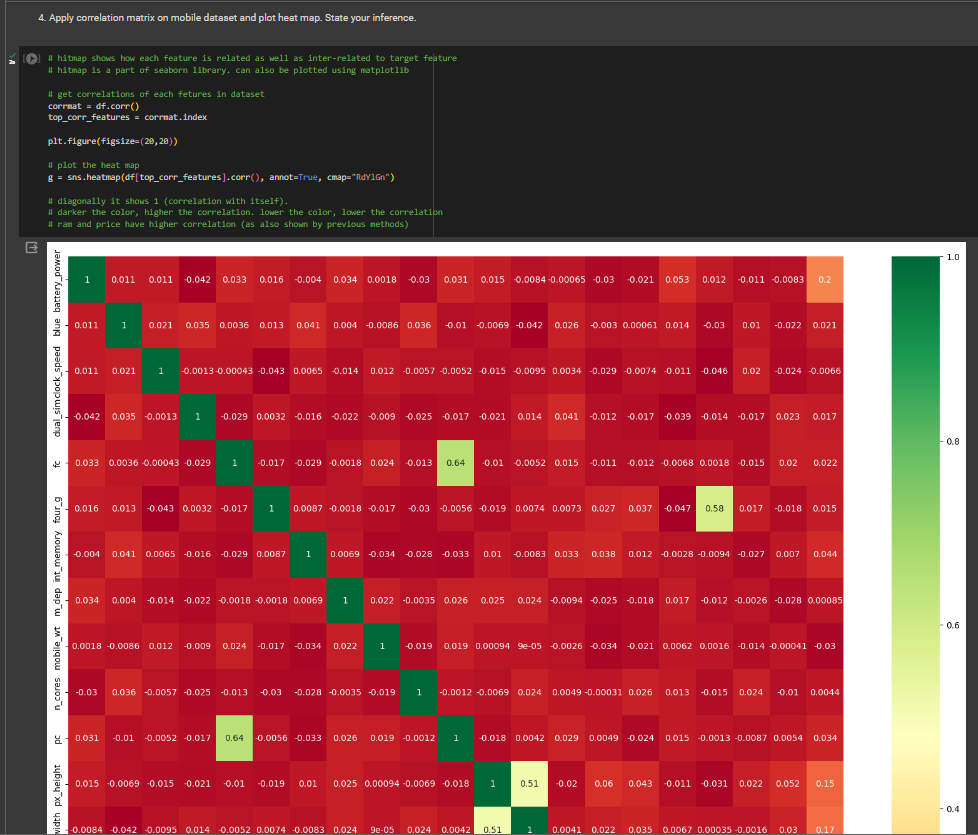 4. Apply correlation matrix on mobile dataset and plot heat map. State your inference.
# hitmap shows how each feature is related as well as inter-related to target feature
# hitmap is a part of seaborn library. can also be plotted using matplotlib
# get correlations of each fetures in dataset
corrmat = df.corr()
top_corr_features = corrmat.index
plt.figure(figsize=(20,20))
# plot the heat map
g = sns.heatmap(df[top_corr_features].corr(), annot=True, cmap="RdYlGn")
# diagonally it shows 1 (correlation with itself).
# darker the color, higher the correlation. lower the color, lower the correlation
# ram and price have higher correlation (as also shown by previous methods)
battery_power 1 0.011 0.011 -0.042 0.033 0.016 -0.004 0.034 0.0018 -0.03 0.031 0.015 -0.0084 -0.00065 -0.03 -0.021 0.053 0.012 -0.011 -0.0083 0.2
blue 0.011 1 0.021 0.035 0.0036 0.013 0.041 0.004 -0.0086 0.036 -0.01 -0.0069 -0.042 0.026 -0.003 0.00061 0.014 -0.03 0.01 -0.022 0.021
clock_speed 0.011 0.021 1 -0.0013 -0.00043 -0.043 0.0065 -0.014 0.012 -0.0057 -0.0052 -0.015 -0.0095 0.0034 -0.029 -0.0074 -0.011 -0.046 0.02 -0.024 -0.0066
dual_sim -0.042 0.035 -0.0013 1 -0.029 0.0032 -0.016 -0.022 -0.009 -0.025 -0.017 -0.021 0.014 0.041 -0.012 -0.017 -0.039 -0.014 -0.017 0.023 0.017
fc 0.033 0.0036 -0.00043 -0.029 1 -0.017 -0.029 -0.0018 0.024 -0.013 0.64 -0.01 -0.0052 0.015 -0.011 -0.012 -0.0068 0.0018 -0.015 0.02 0.022
four_g 0.016 0.013 -0.043 0.0032 -0.017 1 0.0087 -0.0018 -0.017 -0.03 -0.0056 -0.019 0.0074 0.0073 0.027 0.037 -0.047 0.58 0.017 -0.018 0.015
int_memory -0.004 0.041 0.0065 -0.016 -0.029 0.0087 1 0.0069 -0.034 -0.028 -0.033 0.01 -0.0083 0.033 0.038 0.012 -0.0028 -0.0094 -0.027 0.007 0.044
m_dep 0.034 0.004 -0.014 -0.022 -0.0018 -0.0018 0.0069 1 0.022 -0.0035 0.026 0.025 0.024 -0.0094 -0.025 -0.018 0.017 -0.012 -0.0026 -0.028 0.00085
mobile_wt 0.0018 -0.0086 0.012 -0.009 0.024 -0.017 -0.034 0.022 1 -0.019 0.019 0.00094 9e-05 -0.0026 -0.034 -0.021 0.0062 0.0016 -0.014 -0.00041 -0.03
n_cores -0.03 0.036 -0.0057 -0.025 -0.013 -0.03 -0.028 -0.0035 -0.019 1 -0.0012 -0.0069 0.024 0.0049 -0.00031 0.026 0.013 -0.015 0.024 -0.01 0.0044
pc 0.031 -0.01 -0.0052 -0.017 0.64 -0.0056 -0.033 0.026 0.019 -0.0012 1 -0.018 0.0042 0.029 0.0049 -0.024 0.015 -0.0013 -0.0087 0.0054 0.034
px_height 0.015 -0.0069 -0.015 -0.021 -0.01 -0.019 0.01 0.025 0.00094 -0.0069 -0.018 1 0.51 -0.02 0.06 0.043 -0.011 -0.031 0.022 0.052 0.15
width -0.0084 -0.042 -0.0095 0.014 -0.0052 0.0074 -0.0083 0.024 9e-05 0.024 0.0042 0.51 1 0.0041 0.022 0.035 0.0067 0.00035 -0.0016 0.03 0.17
1.0
0.8
0.6
0.4